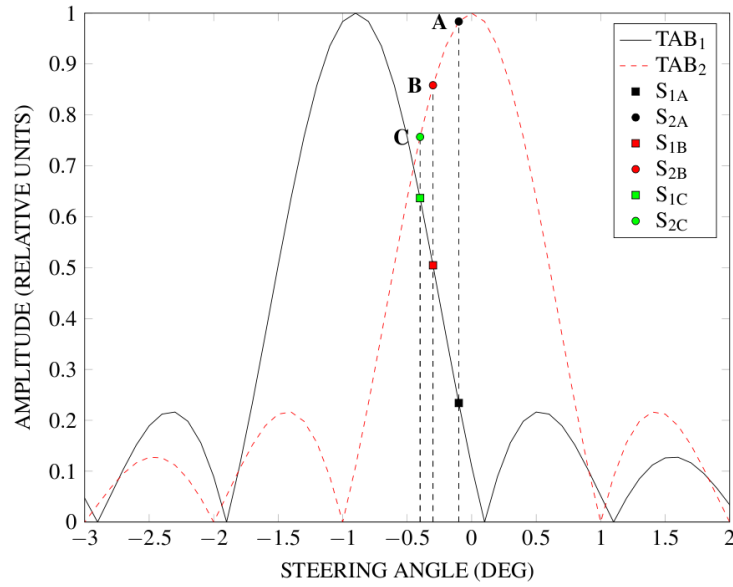 AMPLITUDE (RELATIVE UNITS)
1
0.9
0.8
0.7
0.6
0.5
0.4
0.3
0.2
0.1
0
A
B
C
TAB₁
TAB₂
S₁A
S₂A
S₁B
S₂B
S₁C
S₂C
−3 −2.5 −2 −1.5 −1 −0.5 0 0.5 1 1.5 2
STEERING ANGLE (DEG)